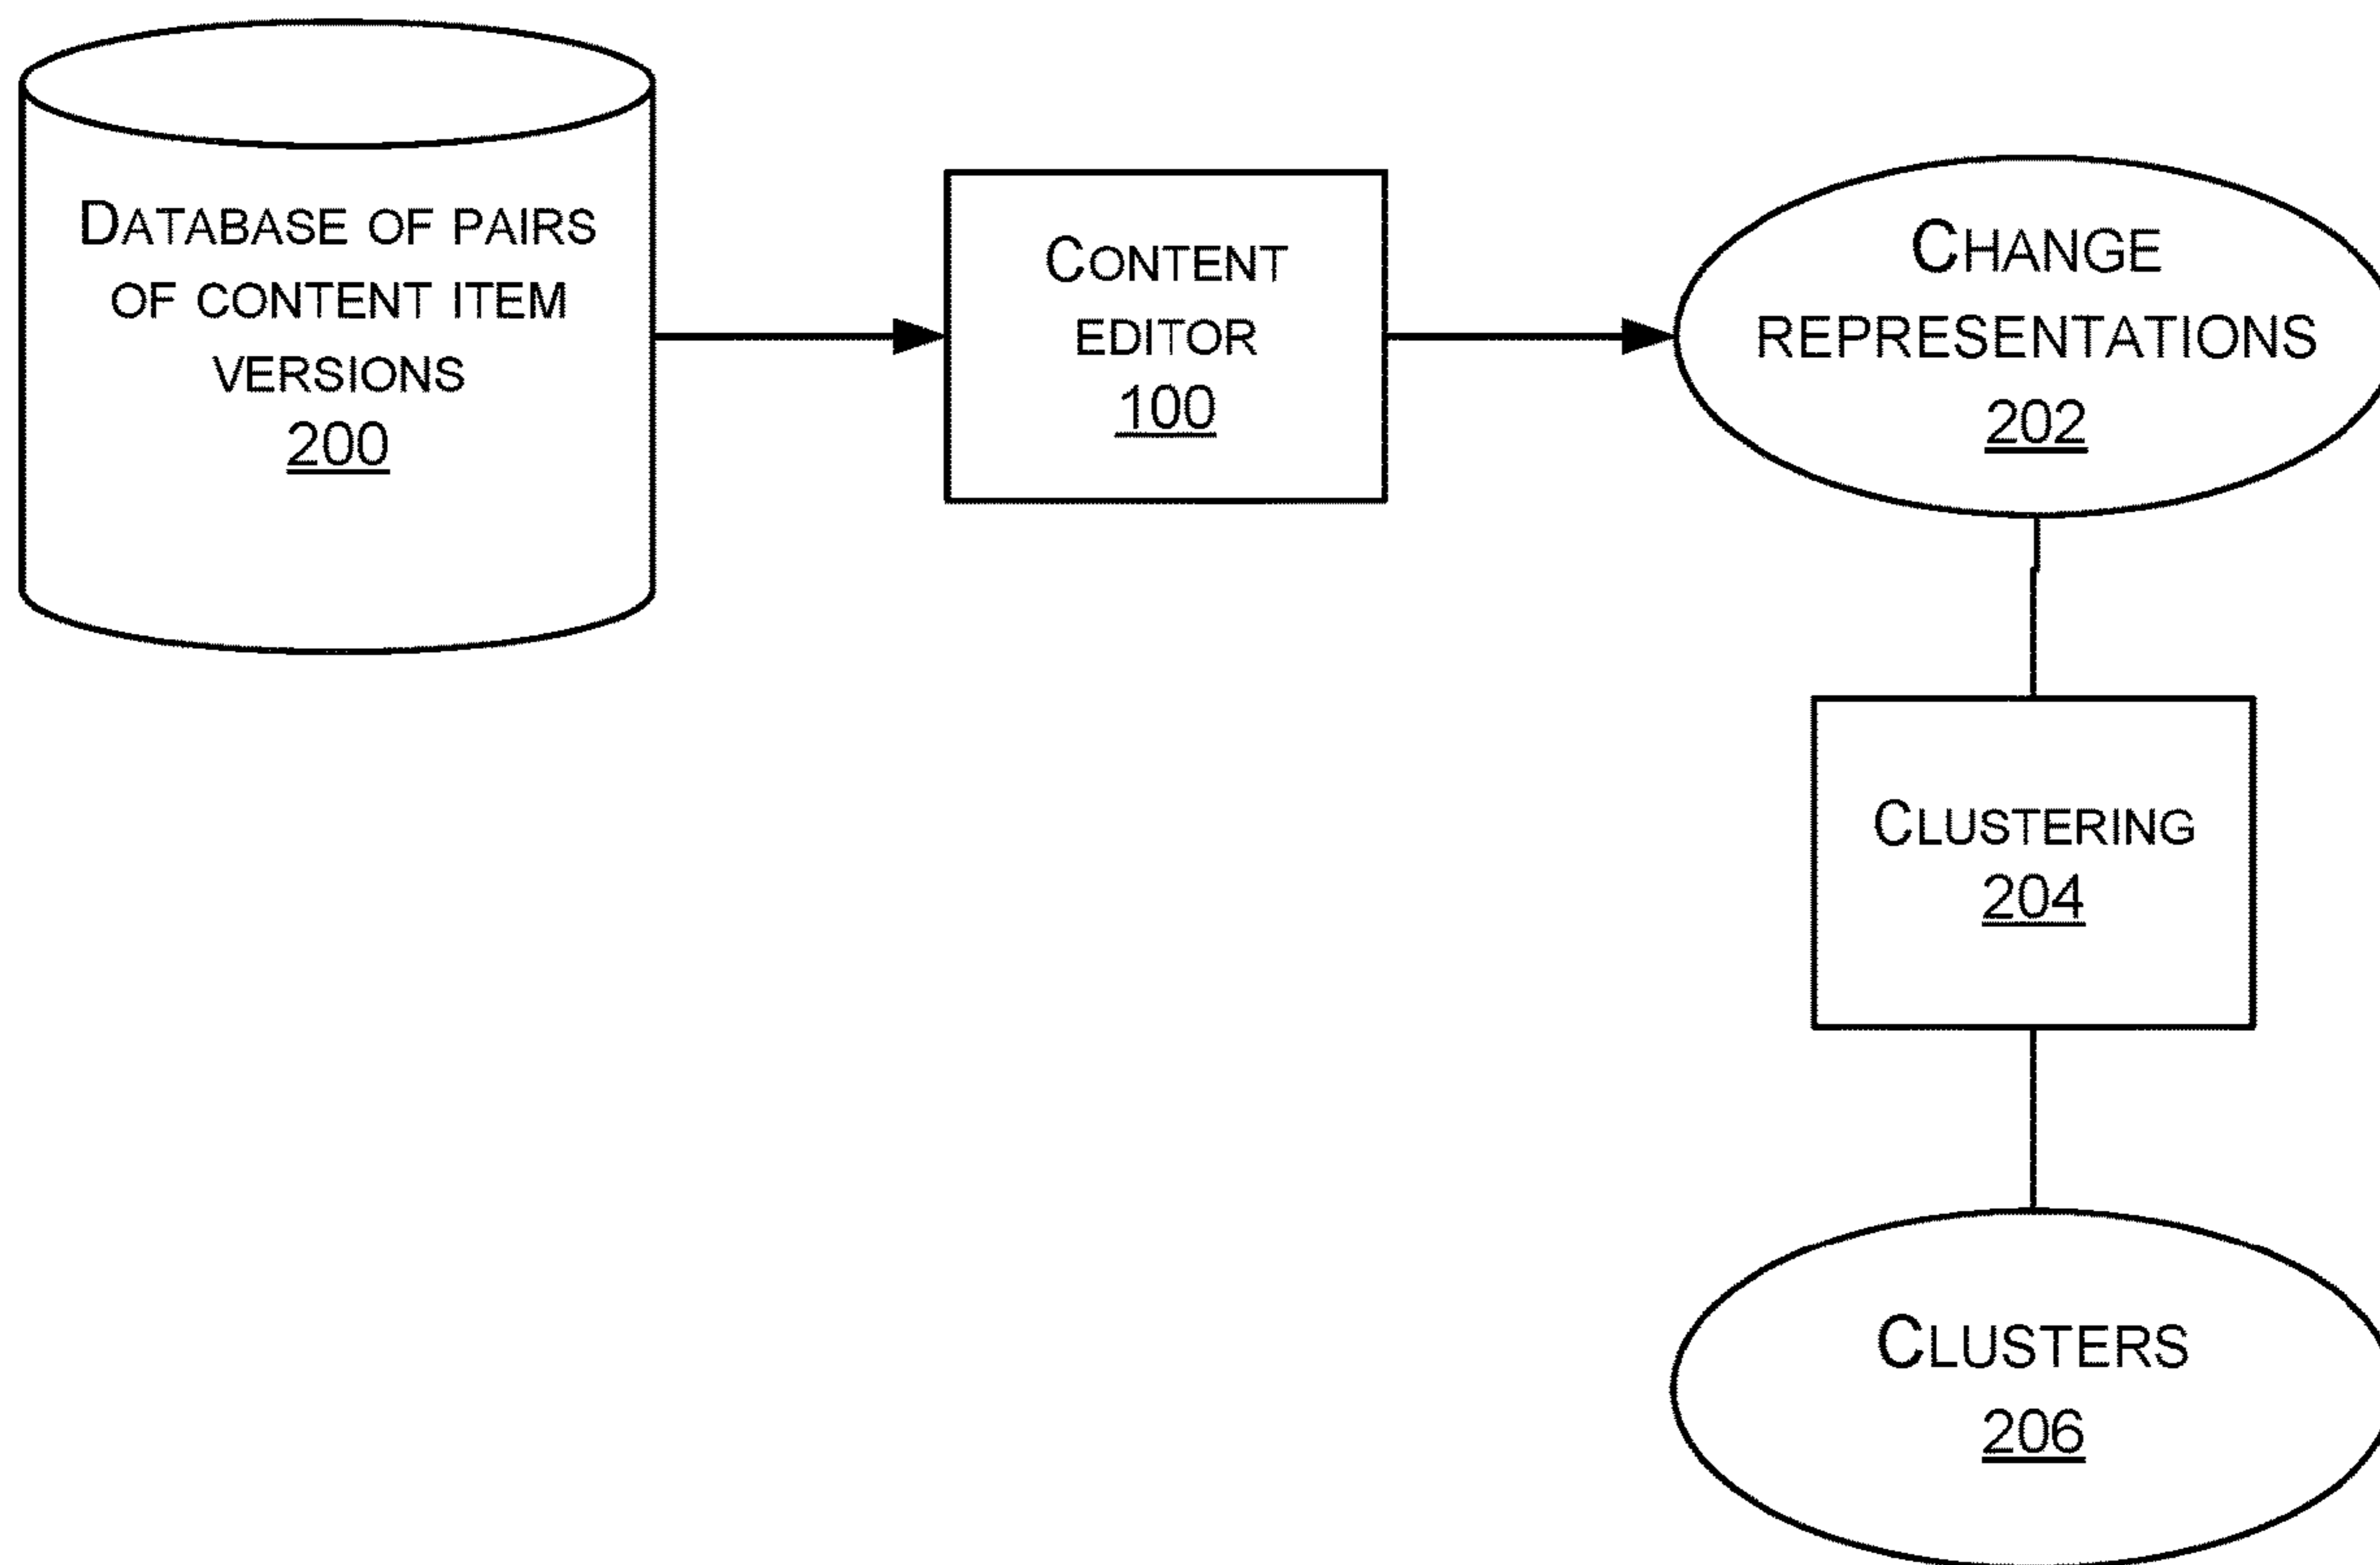 DATABASE OF PAIRS
OF CONTENT ITEM
VERSIONS
200
CONTENT
EDITOR
100
CHANGE
REPRESENTATIONS
202
CLUSTERING
204
CLUSTERS
206